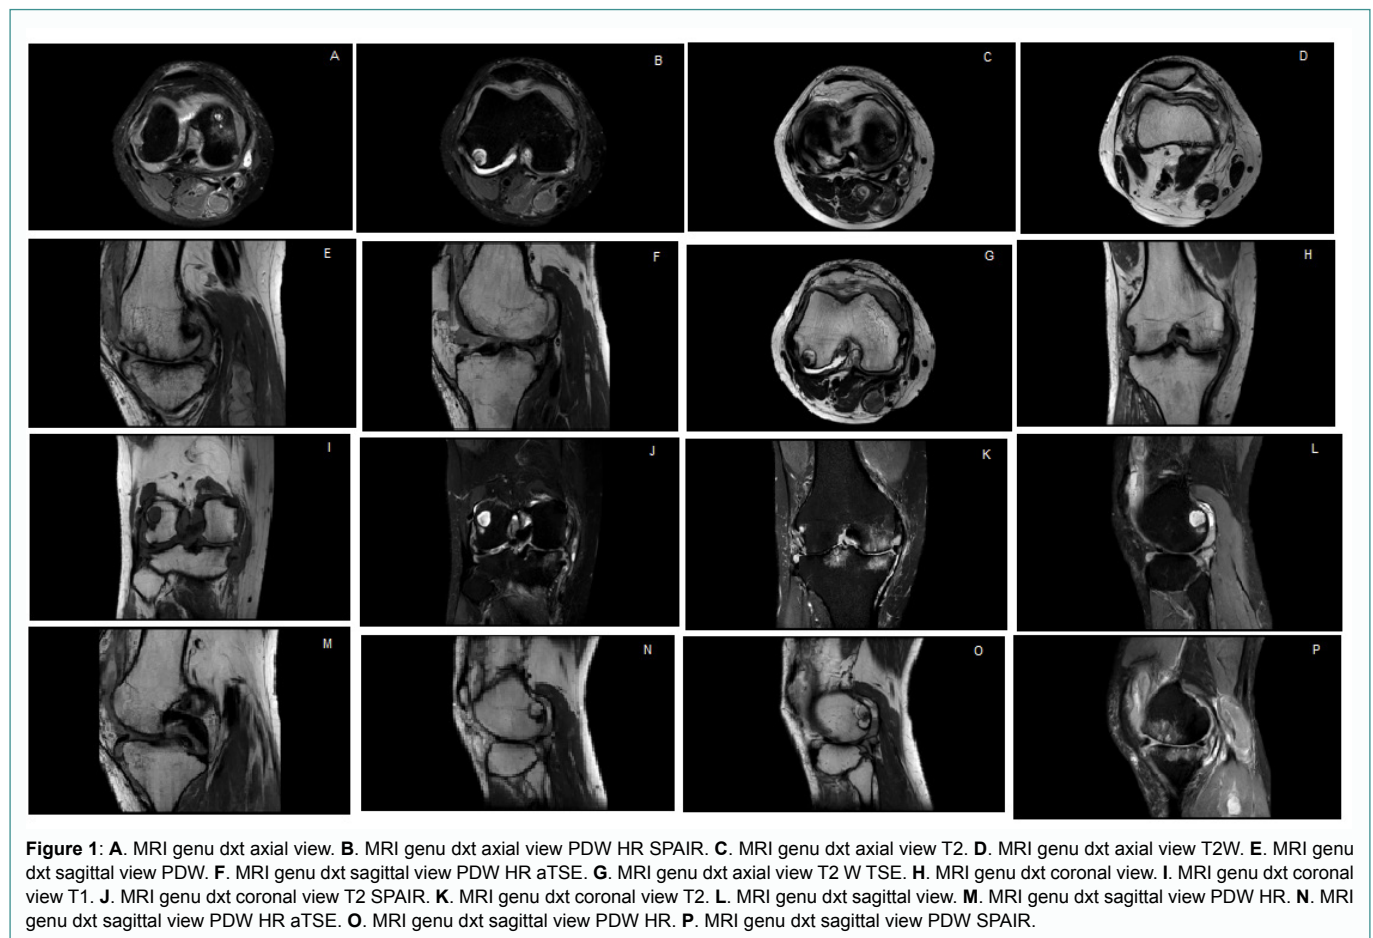 A
B
C
D
E
F
G
H
I
J
K
L
M
N
O
P
Figure 1: A. MRI genu dxt axial view. B. MRI genu dxt axial view PDW HR SPAIR. C. MRI genu dxt axial view T2. D. MRI genu dxt axial view T2W. E. MRI genu
dxt sagittal view PDW. F. MRI genu dxt sagittal view PDW HR aTSE. G. MRI genu dxt axial view T2 W TSE. H. MRI genu dxt coronal view. I. MRI genu dxt coronal
view T1. J. MRI genu dxt coronal view T2 SPAIR. K. MRI genu dxt coronal view T2. L. MRI genu dxt sagittal view. M. MRI genu dxt sagittal view PDW HR. N. MRI
genu dxt sagittal view PDW HR aTSE. O. MRI genu dxt sagittal view PDW HR. P. MRI genu dxt sagittal view PDW SPAIR.